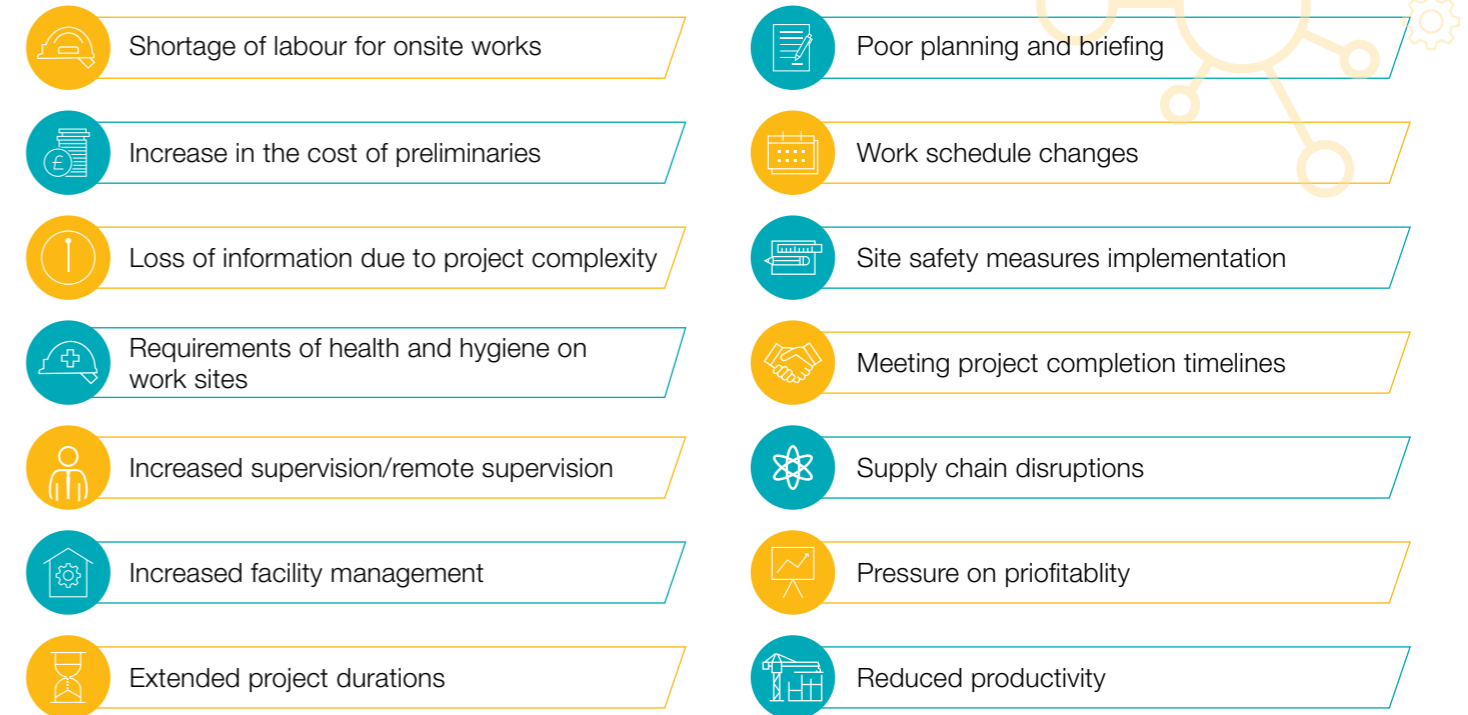 Shortage of labour for onsite works
Increase in the cost of preliminaries
£
Loss of information due to project complexity
Requirements of health and hygiene on
work sites
Increased supervision/remote supervision
Increased facility management
Extended project durations
Poor planning and briefing
Work schedule changes
Site safety measures implementation
Meeting project completion timelines
Supply chain disruptions
Pressure on priofitablity
Reduced productivity